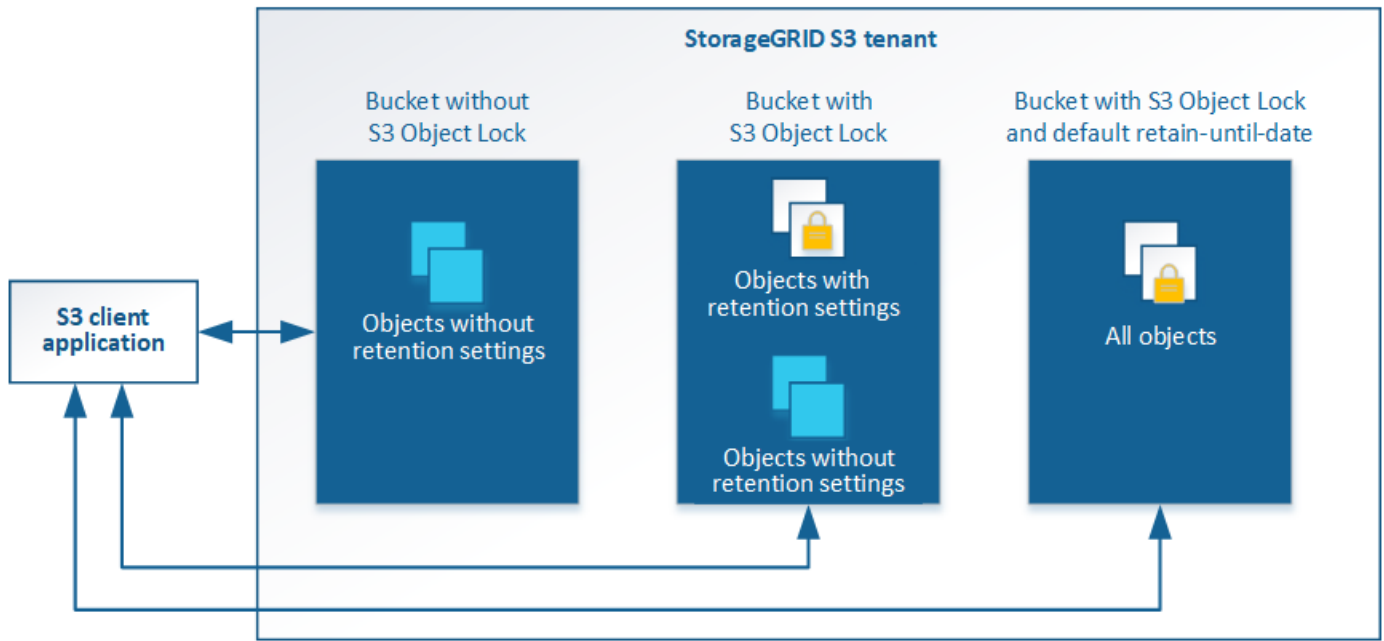 StorageGRID S3 tenant
Bucket without
S3 Object Lock
Bucket with
S3 Object Lock
Bucket with S3 Object Lock
and default retain-until-date
S3 client
application
Objects without
retention settings
Objects with
retention settings
Objects without
retention settings
All objects